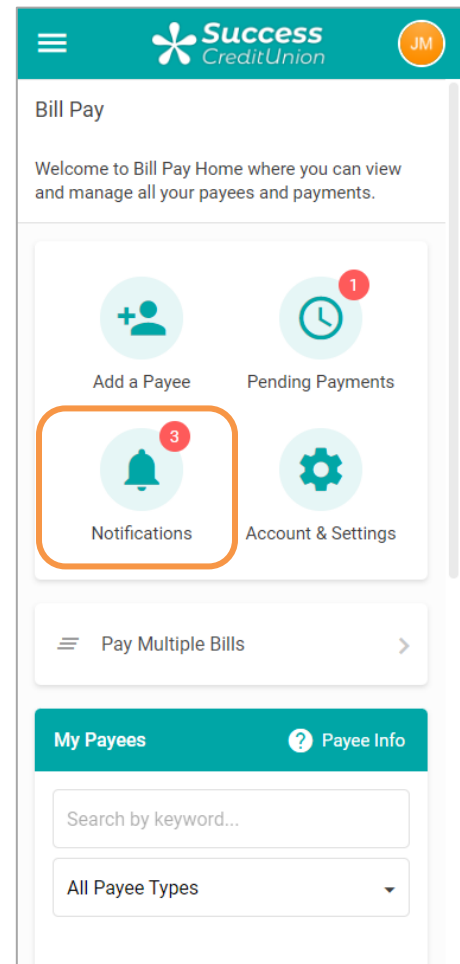 Success
CreditUnion
JM
Bill Pay
Welcome to Bill Pay Home where you can view
and manage all your payees and payments.
1
Add a Payee
Pending Payments
3
Notifications
Account & Settings
Pay Multiple Bills
My Payees
? Payee Info
Search by keyword...
All Payee Types